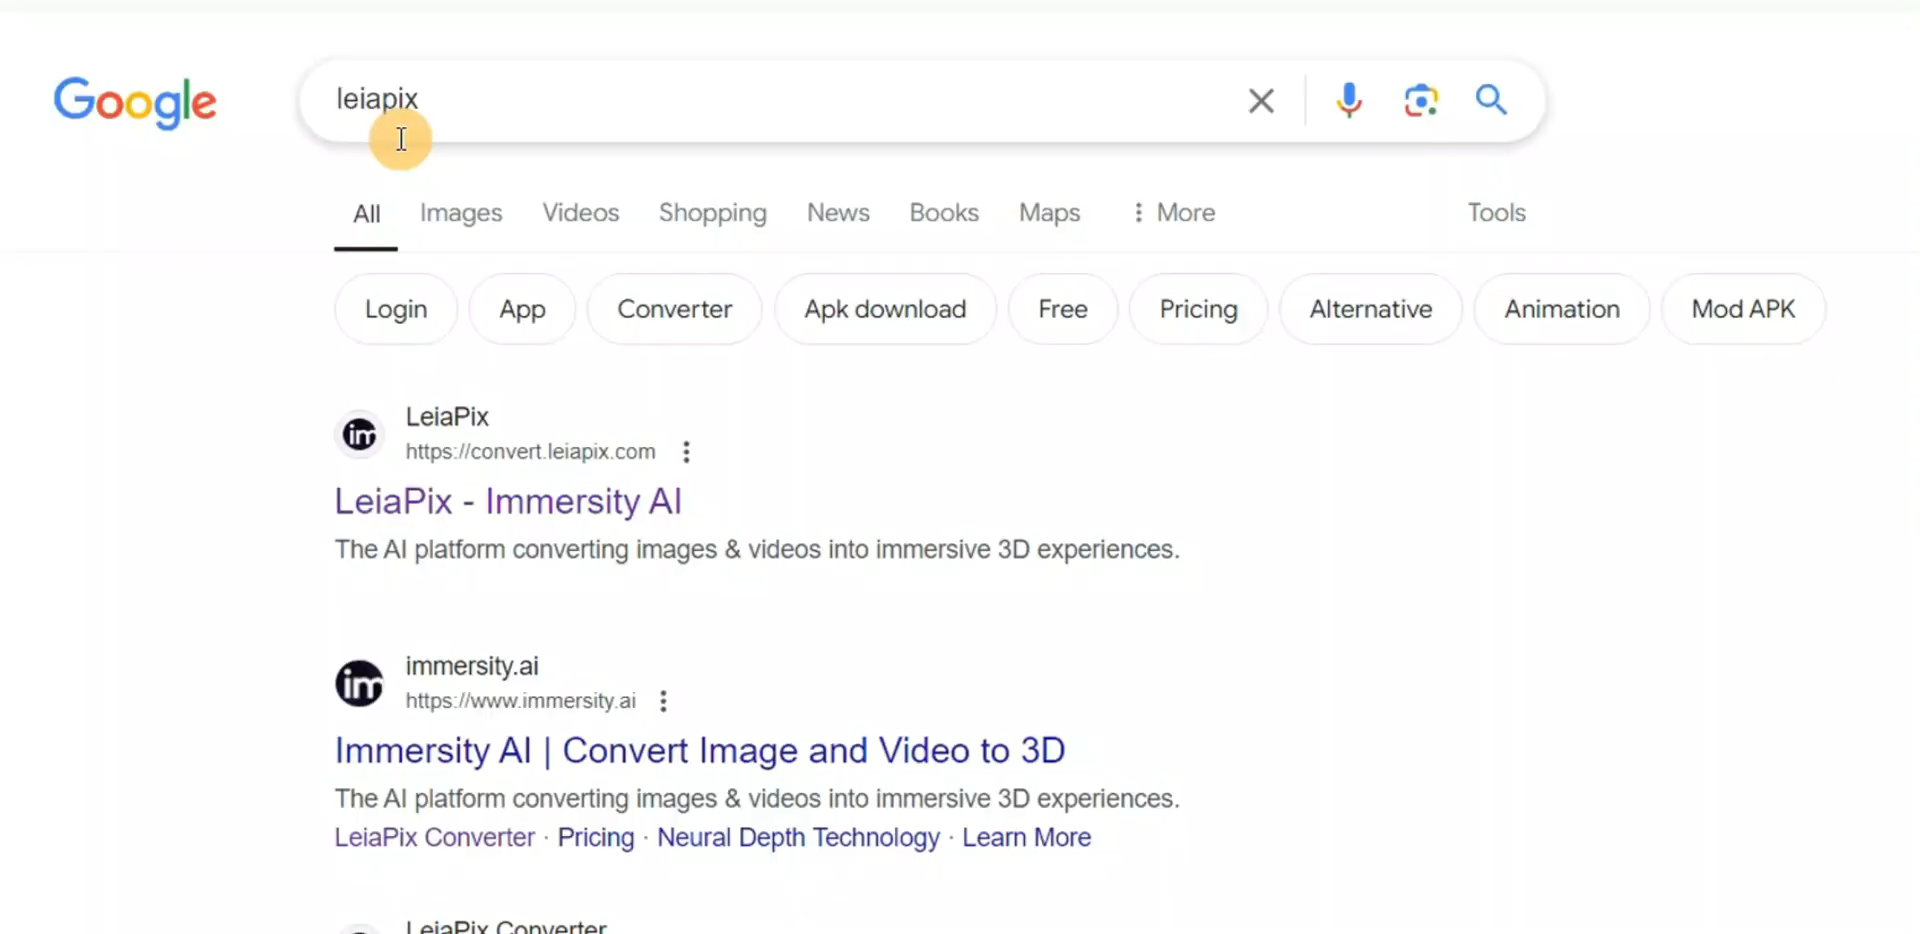 Google
leiapix
All Images Videos Shopping News Books Maps More Tools
Login App Converter Apk download Free Pricing Alternative Animation Mod APK
im
LeiaPix
https://convert.leiapix.com
LeiaPix - Immersity AI
The AI platform converting images & videos into immersive 3D experiences.
im
immersity.ai
https://www.immersity.ai
Immersity AI | Convert Image and Video to 3D
The AI platform converting images & videos into immersive 3D experiences.
LeiaPix Converter · Pricing · Neural Depth Technology · Learn More
LeiaPix Converter